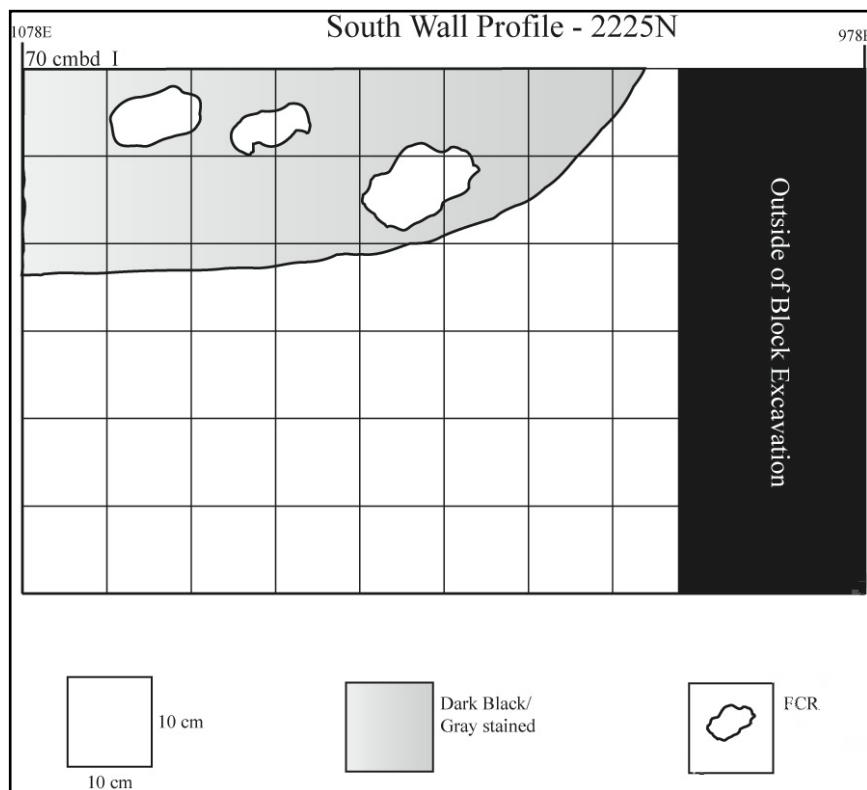 South Wall Profile - 2225N
1078E
978E
70 cmbd I
Outside of Block Excavation
10 cm
10 cm
Dark Black/
Gray stained
FCR